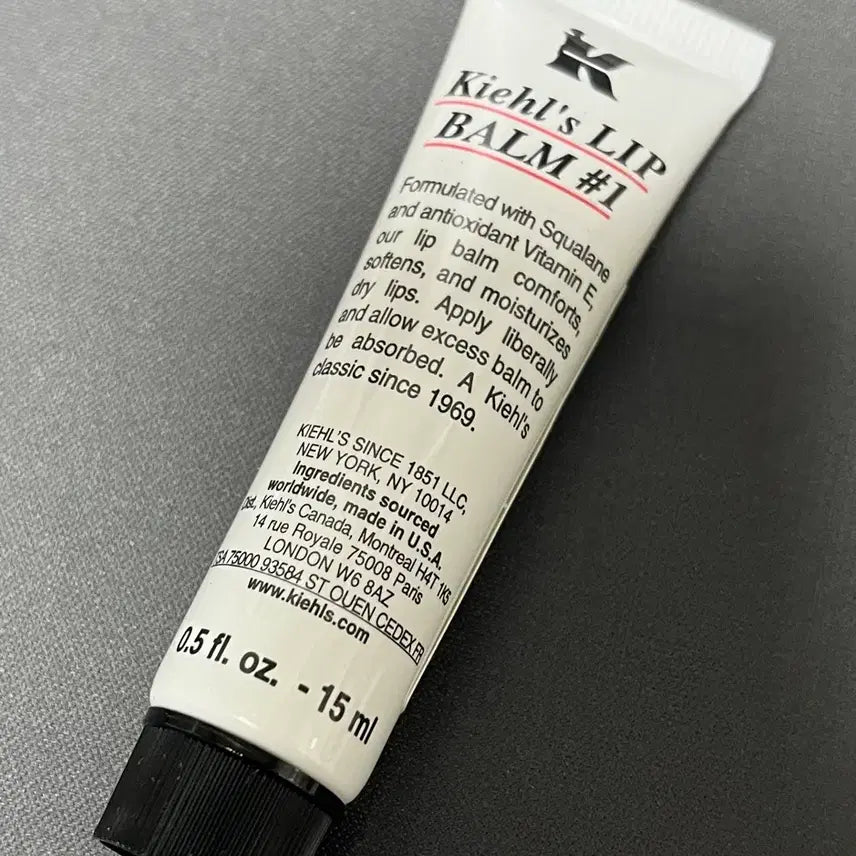 K
Kiehl's LIP
BALM #1
Formulated with Squalane
and antioxidant Vitamin E,
our lip balm comforts,
softens, and moisturizes
dry lips. Apply liberally
and allow excess balm to
be absorbed. A Kiehl's
classic since 1969.
KIEHL'S SINCE 1851 LLC,
NEW YORK, NY 10014
Ingredients sourced
worldwide, made in U.S.A.
Dist., Kiehl's Canada, Montreal H4T 1K5
14 rue Royale 75008 Paris
LONDON W6 8AZ
75000 93584 ST OUEN CEDEX FR
www.kiehls.com
0.5 fl. oz. - 15 ml